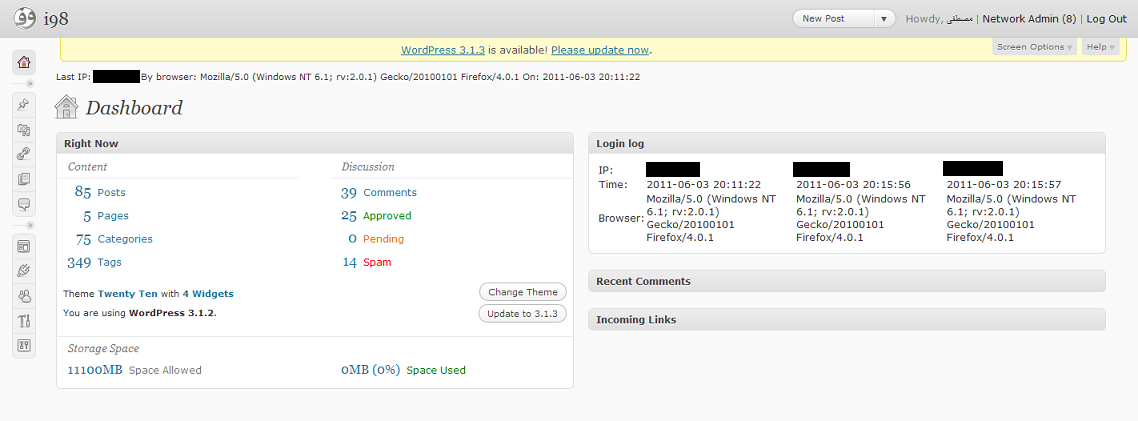 i98
New Post
Howdy, مصطفى | Network Admin (8) | Log Out
WordPress 3.1.3 is available! Please update now.
Screen Options
Help
Last IP: By browser: Mozilla/5.0 (Windows NT 6.1; rv:2.0.1) Gecko/20100101 Firefox/4.0.1 On: 2011-06-03 20:11:22
Dashboard
Right Now
Content
85 Posts
5 Pages
75 Categories
349 Tags
Discussion
39 Comments
25 Approved
0 Pending
14 Spam
Theme Twenty Ten with 4 Widgets
Change Theme
You are using WordPress 3.1.2.
Update to 3.1.3
Storage Space
11100MB Space Allowed
0MB (0%) Space Used
Login log
IP:
Time: 2011-06-03 20:11:22 2011-06-03 20:15:56 2011-06-03 20:15:57
Browser:
Mozilla/5.0 (Windows NT
6.1; rv:2.0.1)
Gecko/20100101
Firefox/4.0.1
Mozilla/5.0 (Windows NT
6.1; rv:2.0.1)
Gecko/20100101
Firefox/4.0.1
Mozilla/5.0 (Windows NT
6.1; rv:2.0.1)
Gecko/20100101
Firefox/4.0.1
Recent Comments
Incoming Links